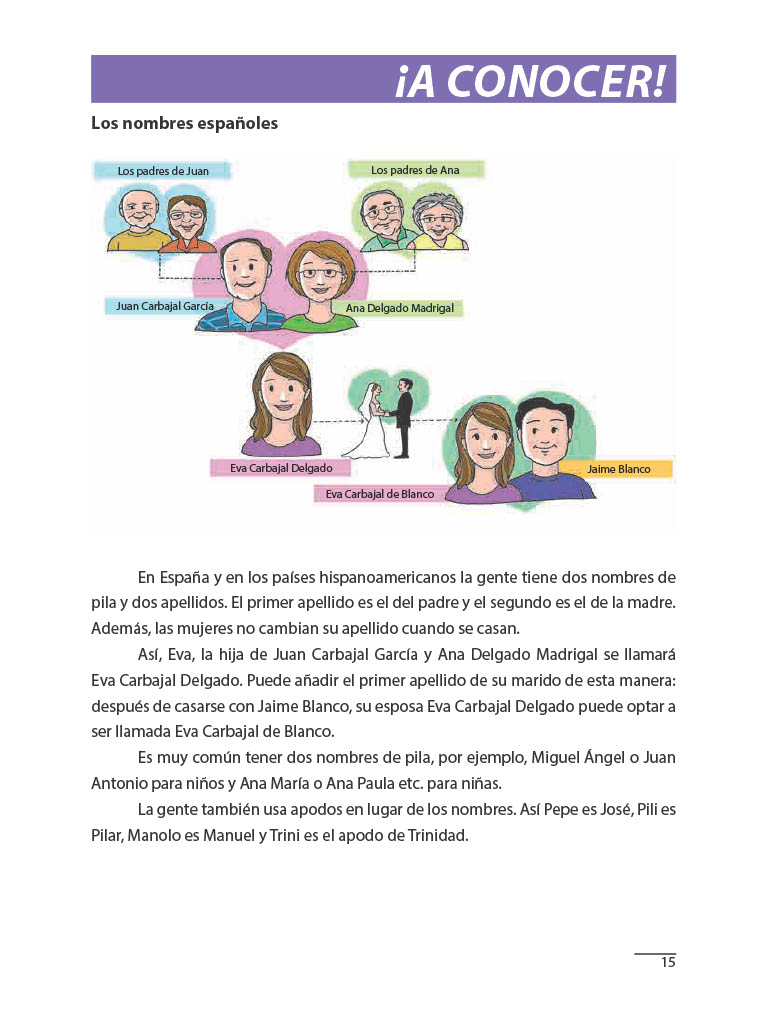 ¡A CONOCER!
Los nombres españoles
Los padres de Juan
Los padres de Ana
Juan Carbajal García
Ana Delgado Madrigal
Eva Carbajal Delgado
Jaime Blanco
Eva Carbajal de Blanco
En España y en los países hispanoamericanos la gente tiene dos nombres de
pila y dos apellidos. El primer apellido es el del padre y el segundo es el de la madre.
Además, las mujeres no cambian su apellido cuando se casan.
Así, Eva, la hija de Juan Carbajal García y Ana Delgado Madrigal se llamará
Eva Carbajal Delgado. Puede añadir el primer apellido de su marido de esta manera:
después de casarse con Jaime Blanco, su esposa Eva Carbajal Delgado puede optar a
ser llamada Eva Carbajal de Blanco.
Es muy común tener dos nombres de pila, por ejemplo, Miguel Ángel o Juan
Antonio para niños y Ana María o Ana Paula etc. para niñas.
La gente también usa apodos en lugar de los nombres. Así Pepe es José, Pili es
Pilar, Manolo es Manuel y Trini es el apodo de Trinidad.
15